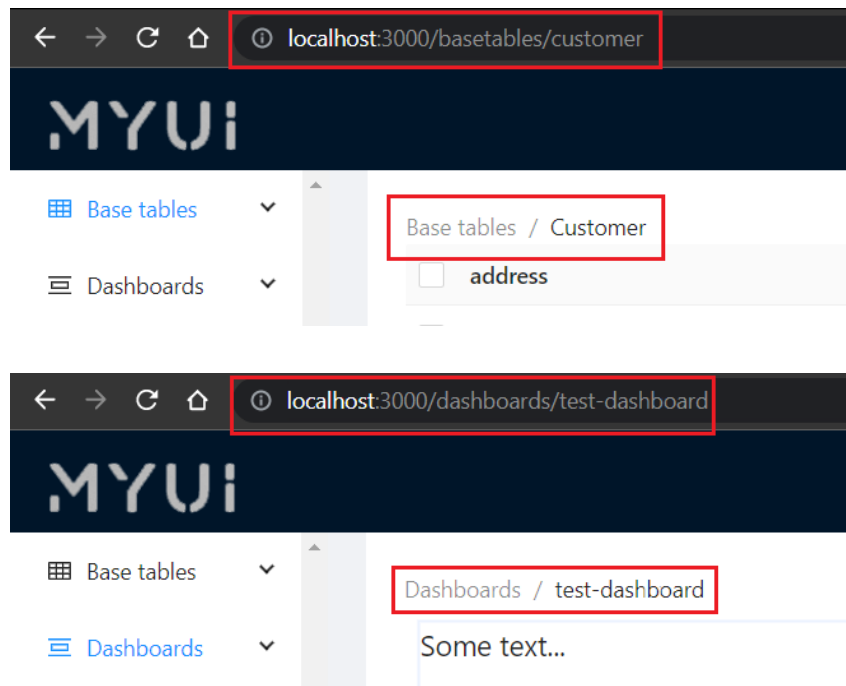 localhost:3000/basetables/customer
MYUi
Base tables
Base tables / Customer
address
Dashboards
localhost:3000/dashboards/test-dashboard
MYUi
Base tables
Dashboards / test-dashboard
Dashboards
Some text...